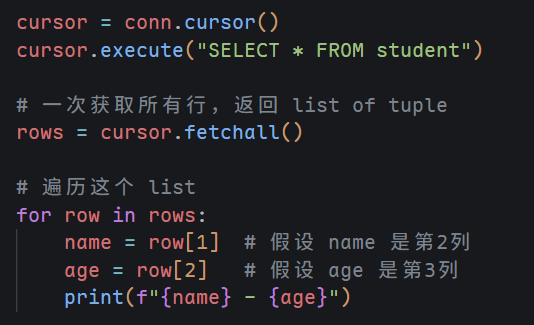 cursor = conn.cursor()
cursor.execute("SELECT * FROM student")
# 一次获取所有行，返回 list of tuple
rows = cursor.fetchall()
# 遍历这个 list
for row in rows:
name = row[1]  # 假设 name 是第2列
age = row[2]   # 假设 age 是第3列
print(f"{name} - {age}")